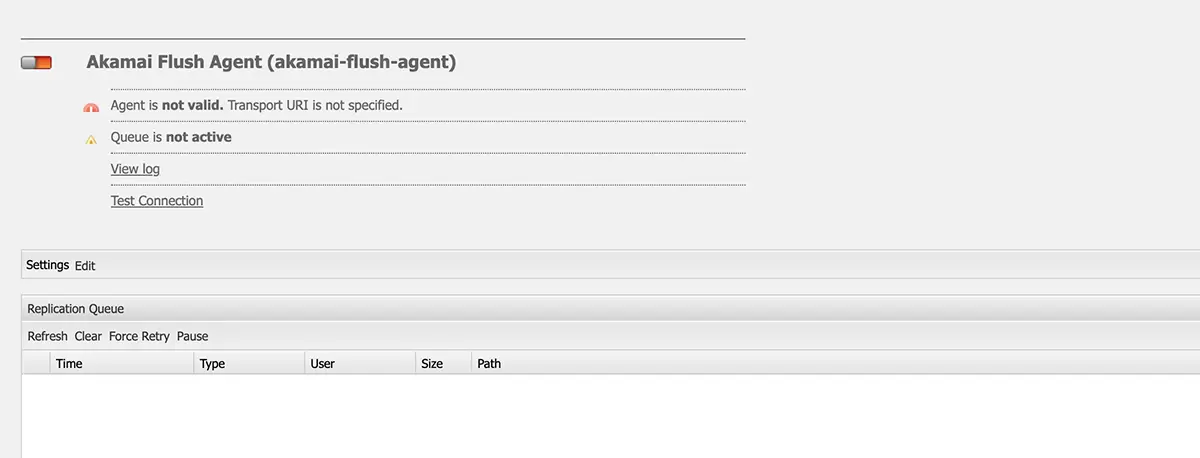 Akamai Flush Agent (akamai-flush-agent)
Agent is not valid. Transport URI is not specified.
Queue is not active
View log
Test Connection
Settings Edit
Replication Queue
Refresh Clear Force Retry Pause
Time Type User Size Path